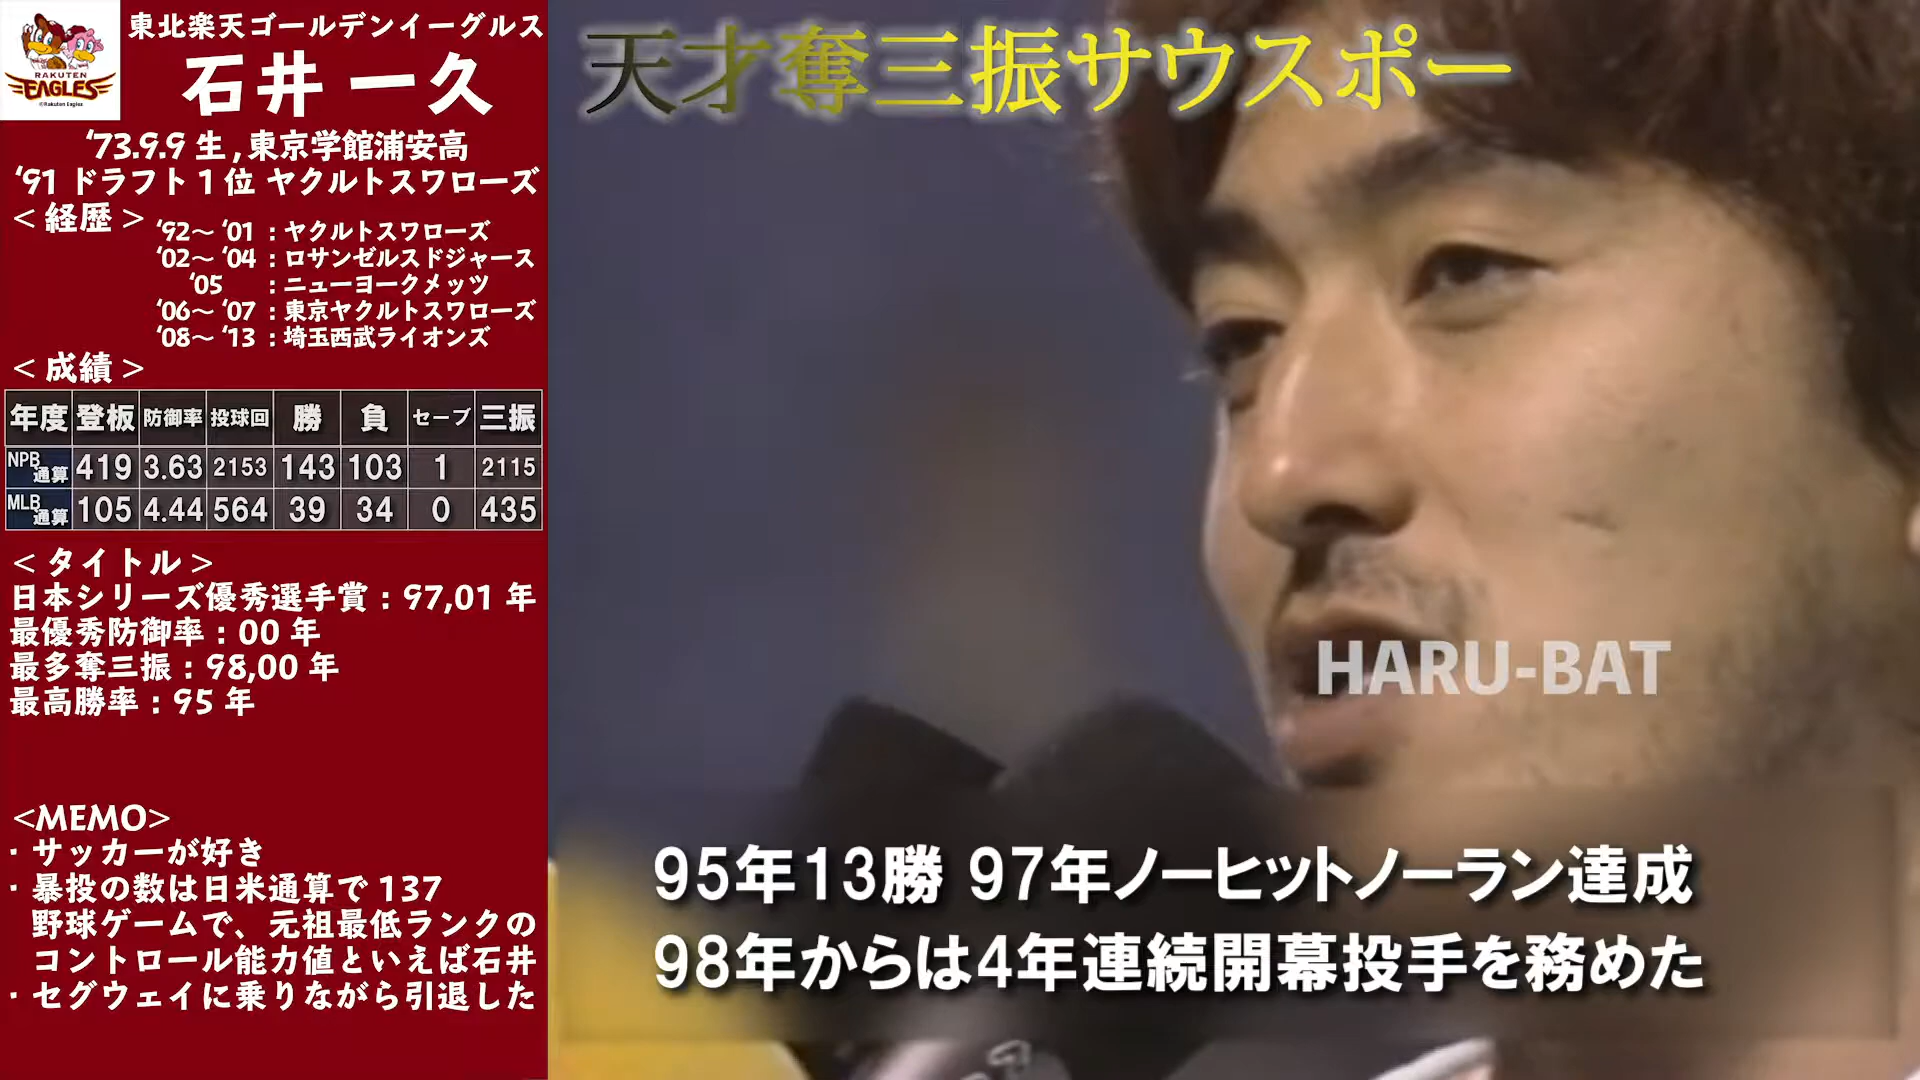 RAKUTEN
EAGLES
©Rakuten Eagles
東北楽天ゴールデンイーグルス
石井 一久
‘73.9.9 生 , 東京学館浦安高
‘91 ドラフト 1 位 ヤクルトスワローズ
< 経歴 >
‘92～ ‘01 : ヤクルトスワローズ
‘02～ ‘04 : ロサンゼルスドジャース
‘05 : ニューヨークメッツ
‘06～ ‘07 : 東京ヤクルトスワローズ
‘08～ ‘13 : 埼玉西武ライオンズ
< 成績 >
年度 登板 防御率 投球回 勝 負 セーブ 三振
NPB通算 419 3.63 2153 143 103 1 2115
MLB通算 105 4.44 564 39 34 0 435
< タイトル >
日本シリーズ優秀選手賞 : 97,01 年
最優秀防御率 : 00 年
最多奪三振 : 98,00 年
最高勝率 : 95 年
<MEMO>
・サッカーが好き
・暴投の数は日米通算で 137
野球ゲームで、元祖最低ランクの
コントロール能力値といえば石井
・セグウェイに乗りながら引退した
天才奪三振サウスポー
HARU-BAT
95年13勝 97年ノーヒットノーラン達成
98年からは4年連続開幕投手を務めた